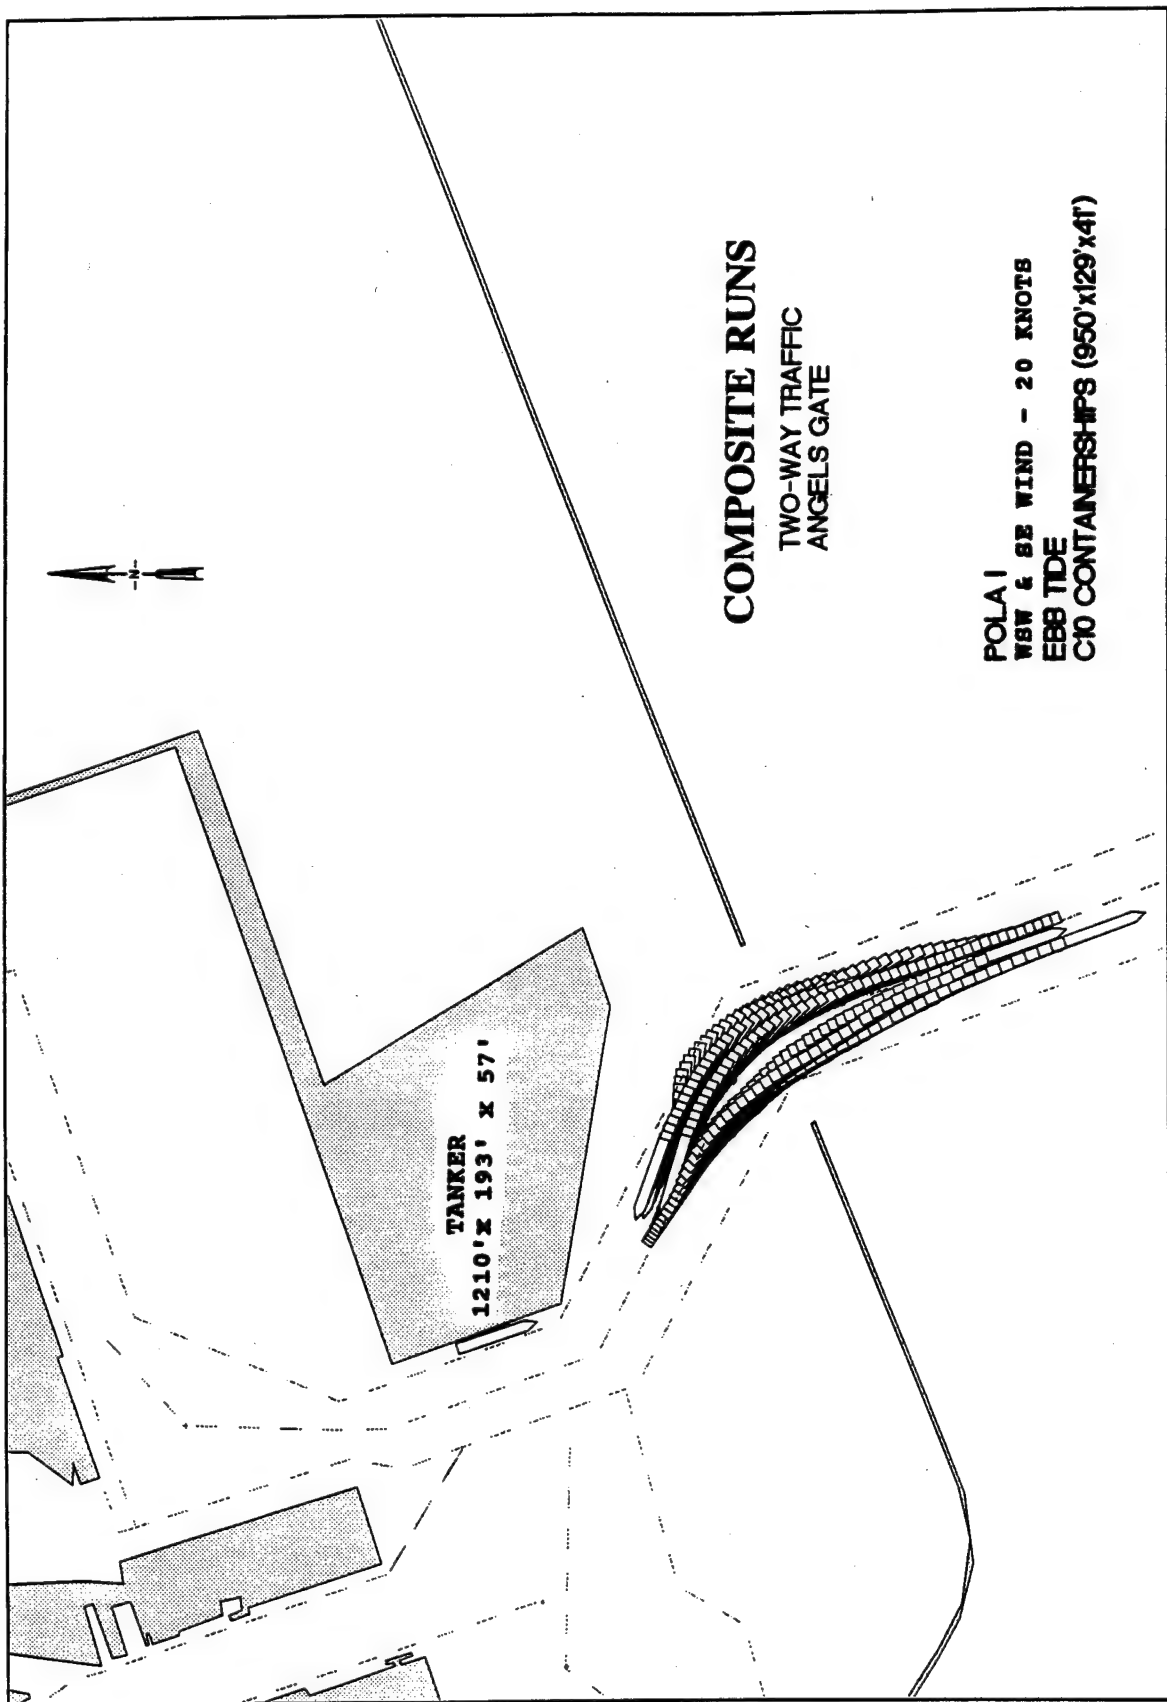 -N-
TANKER
1210'X 193' X 57'
COMPOSITE RUNS
TWO-WAY TRAFFIC
ANGELS GATE
POLA I
WSW & SE WIND - 20 KNOTS
EBB TIDE
C10 CONTAINERSHIPS (950'x129'x41')